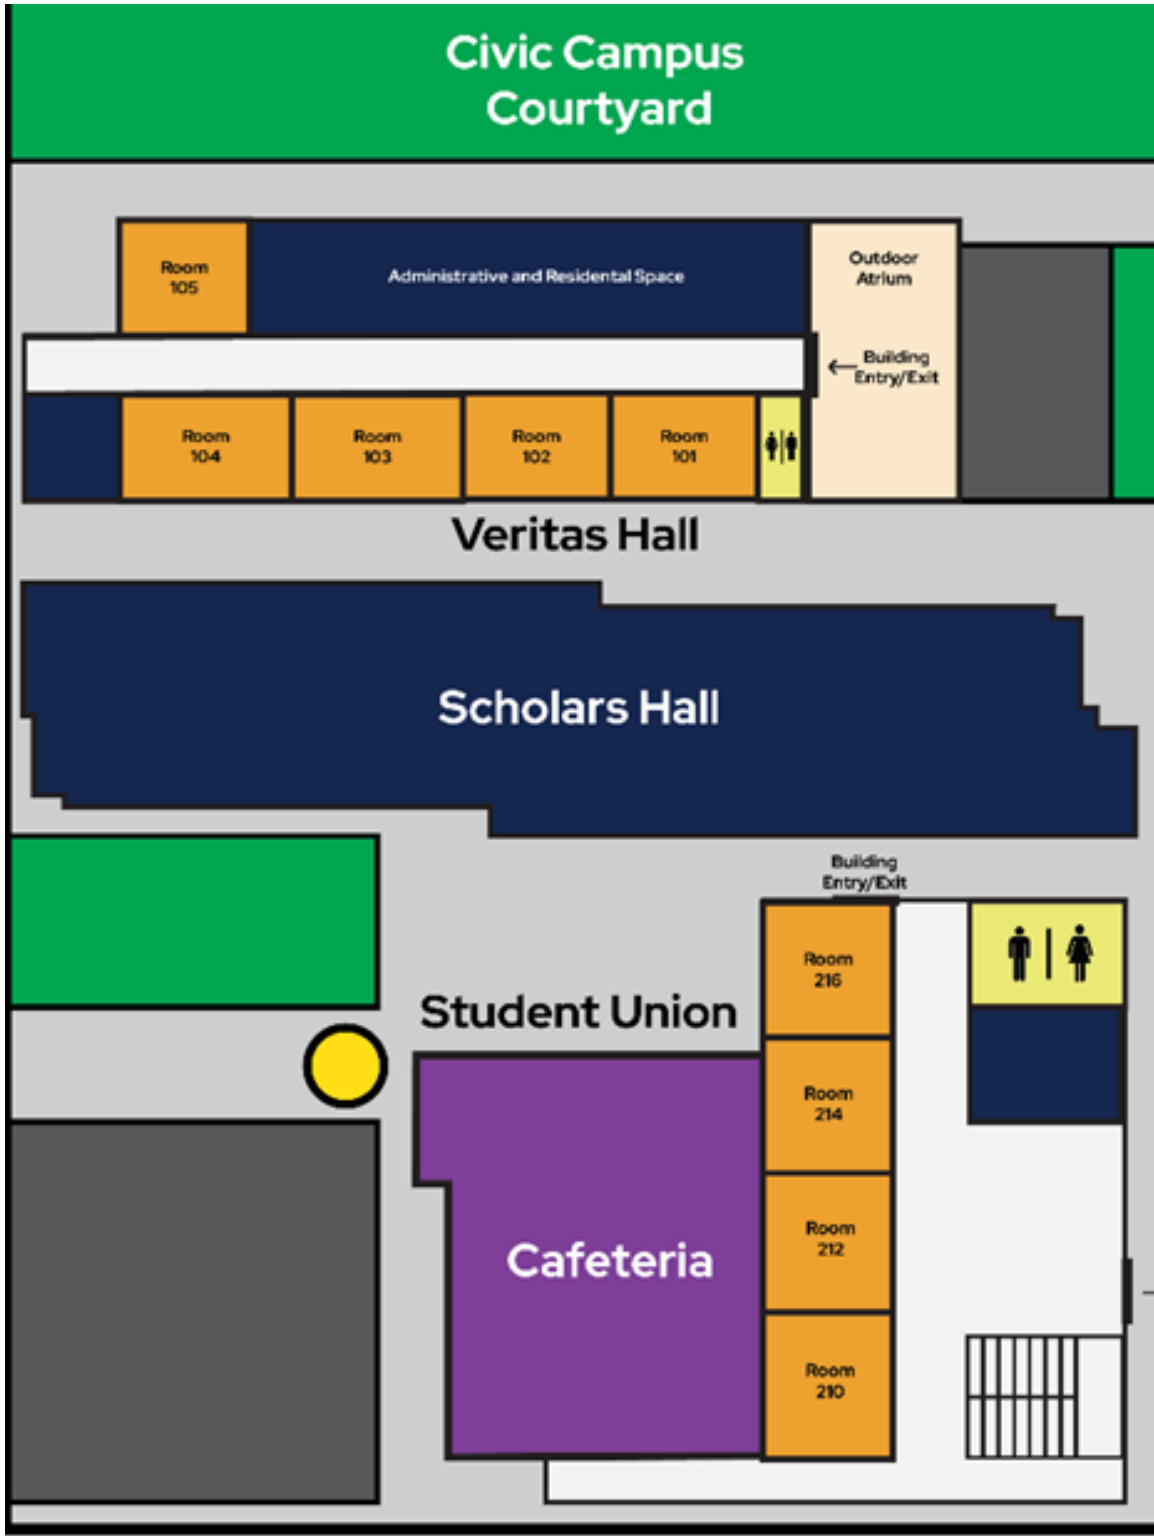 Civic Campus
Courtyard
Room
105
Administrative and Residental Space
Outdoor
Atrium
Building
Entry/Exit
Room
104
Room
103
Room
102
Room
101
Veritas Hall
Scholars Hall
Building
Entry/Exit
Room
216
Student Union
Room
214
Room
212
Cafeteria
Room
210